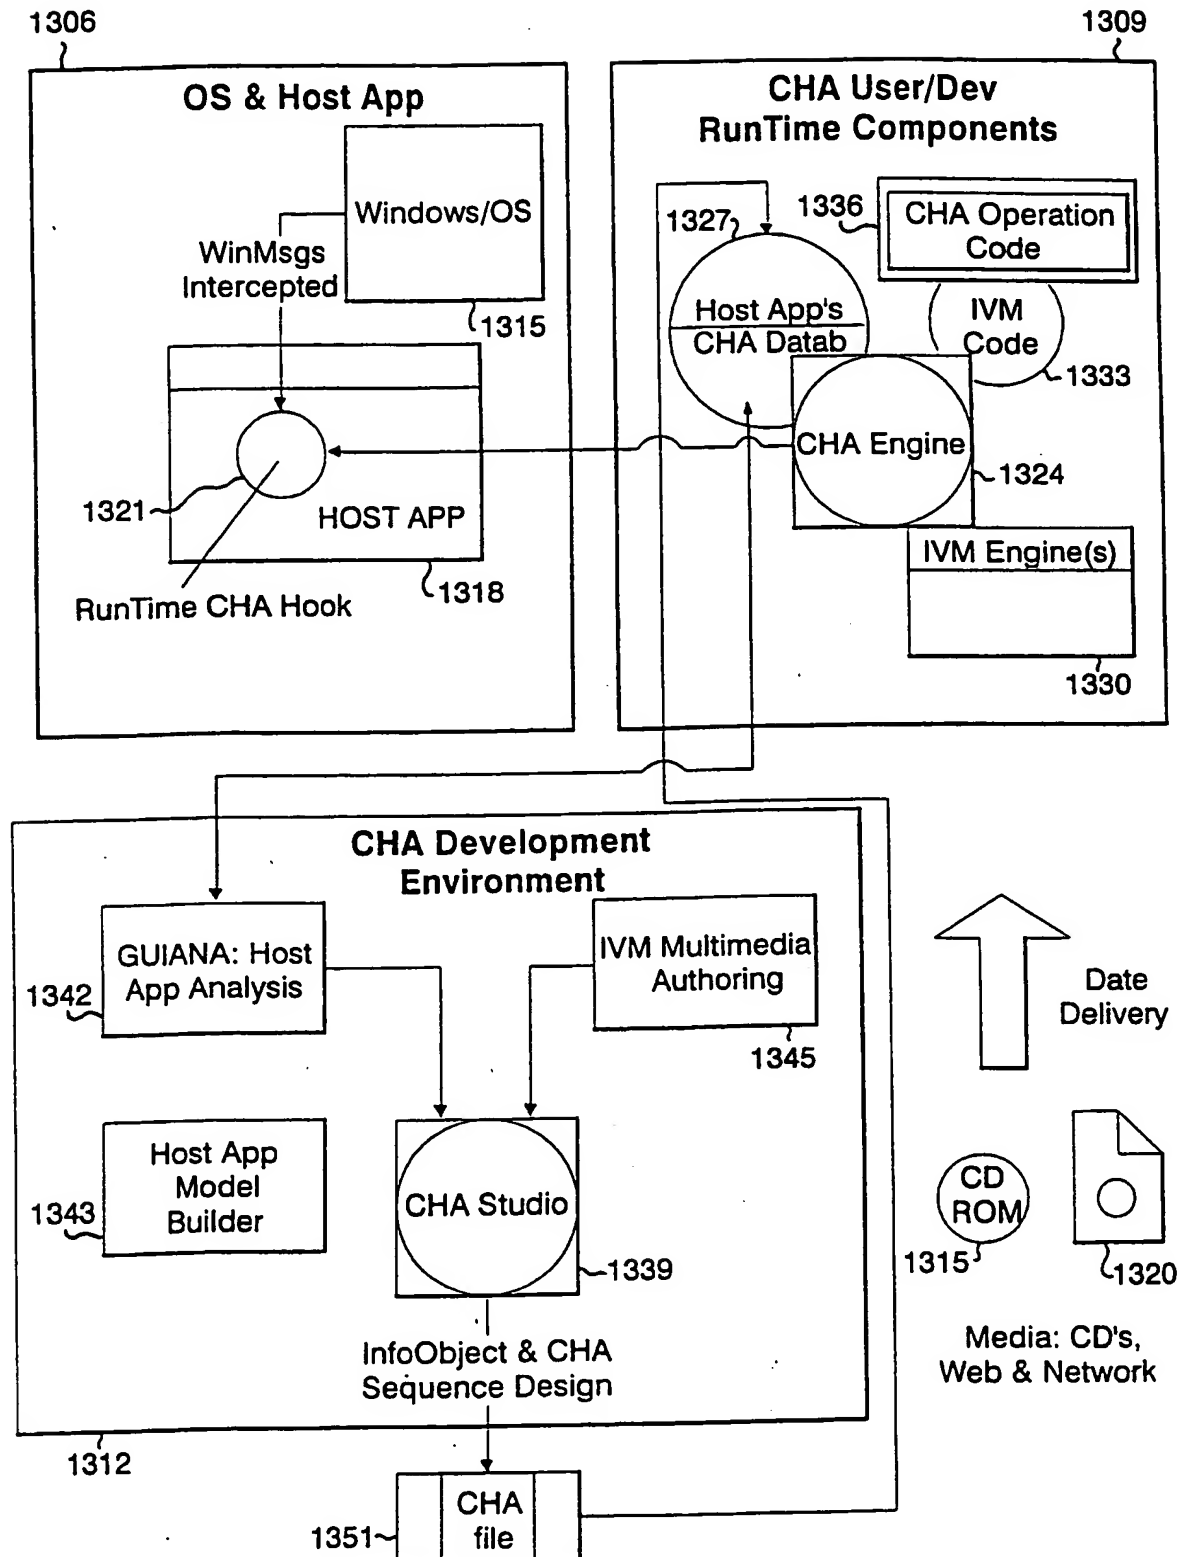 1306
1309
OS & Host App
Windows/OS
WinMsgs
Intercepted
1315
1321
HOST APP
1318
RunTime CHA Hook
CHA User/Dev
RunTime Components
1327
1336
CHA Operation
Code
Host App's
CHA Datab
IVM
Code
1333
CHA Engine
1324
IVM Engine(s)
1330
CHA Development
Environment
GUIANA: Host
App Analysis
1342
IVM Multimedia
Authoring
1345
Host App
Model
Builder
1343
CHA Studio
1339
InfoObject & CHA
Sequence Design
1312
CHA
file
1351
Date
Delivery
CD
ROM
1315
1320
Media: CD's,
Web & Network